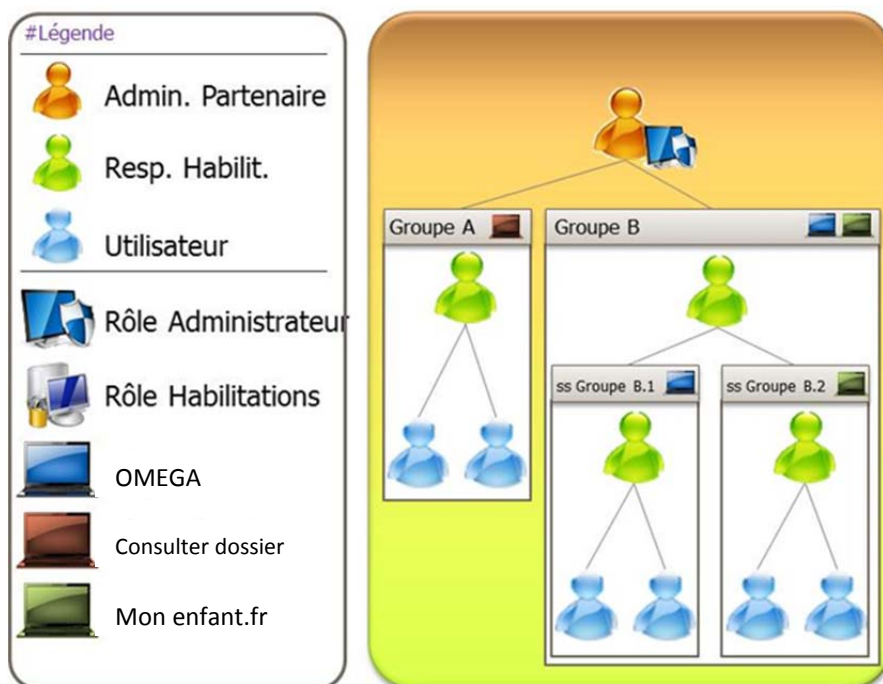 #Légende
Admin. Partenaire
Resp. Habilit.
Utilisateur
Rôle Administrateur
Rôle Habilitations
OMEGA
Consulter dossier
Mon enfant.fr
Groupe A
Groupe B
ss Groupe B.1
ss Groupe B.2